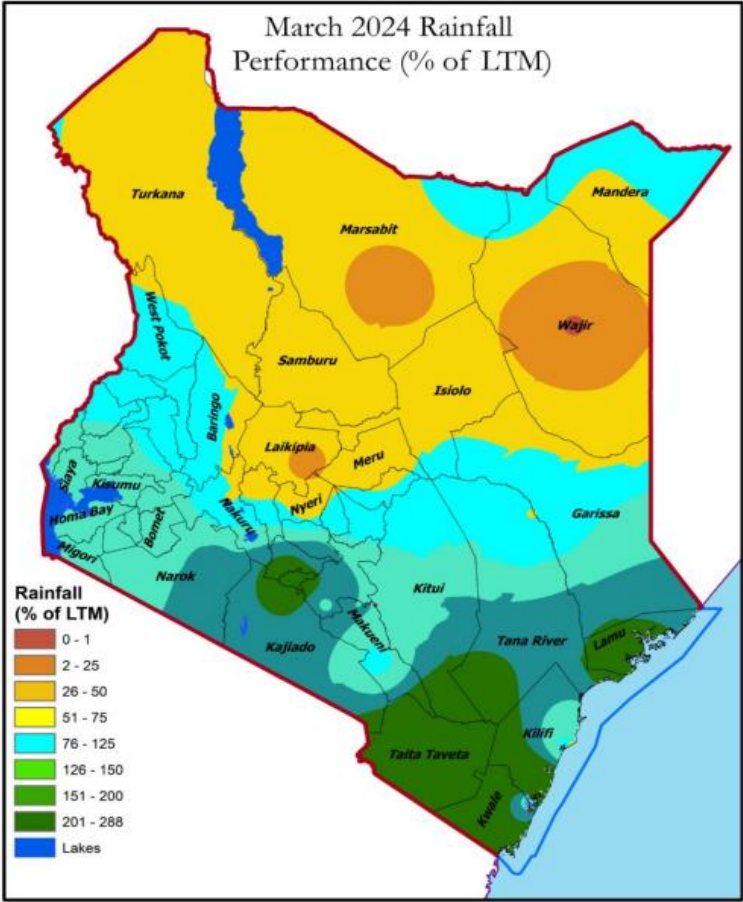 March 2024 Rainfall
Performance (% of LTM)
Turkana
Mandera
Marsabit
West Pokot
Wajir
Samburu
Isiolo
Baringo
Laikipia
Meru
Siaya
Kisumu
Nyeri
Nakuru
Garissa
Homa Bay
Bomet
Migori
Narok
Kitui
Makueni
Kajiado
Tana River
Lamu
Kilifi
Taita Taveta
Kwale
Rainfall
(% of LTM)
0 - 1
2 - 25
26 - 50
51 - 75
76 - 125
126 - 150
151 - 200
201 - 288
Lakes